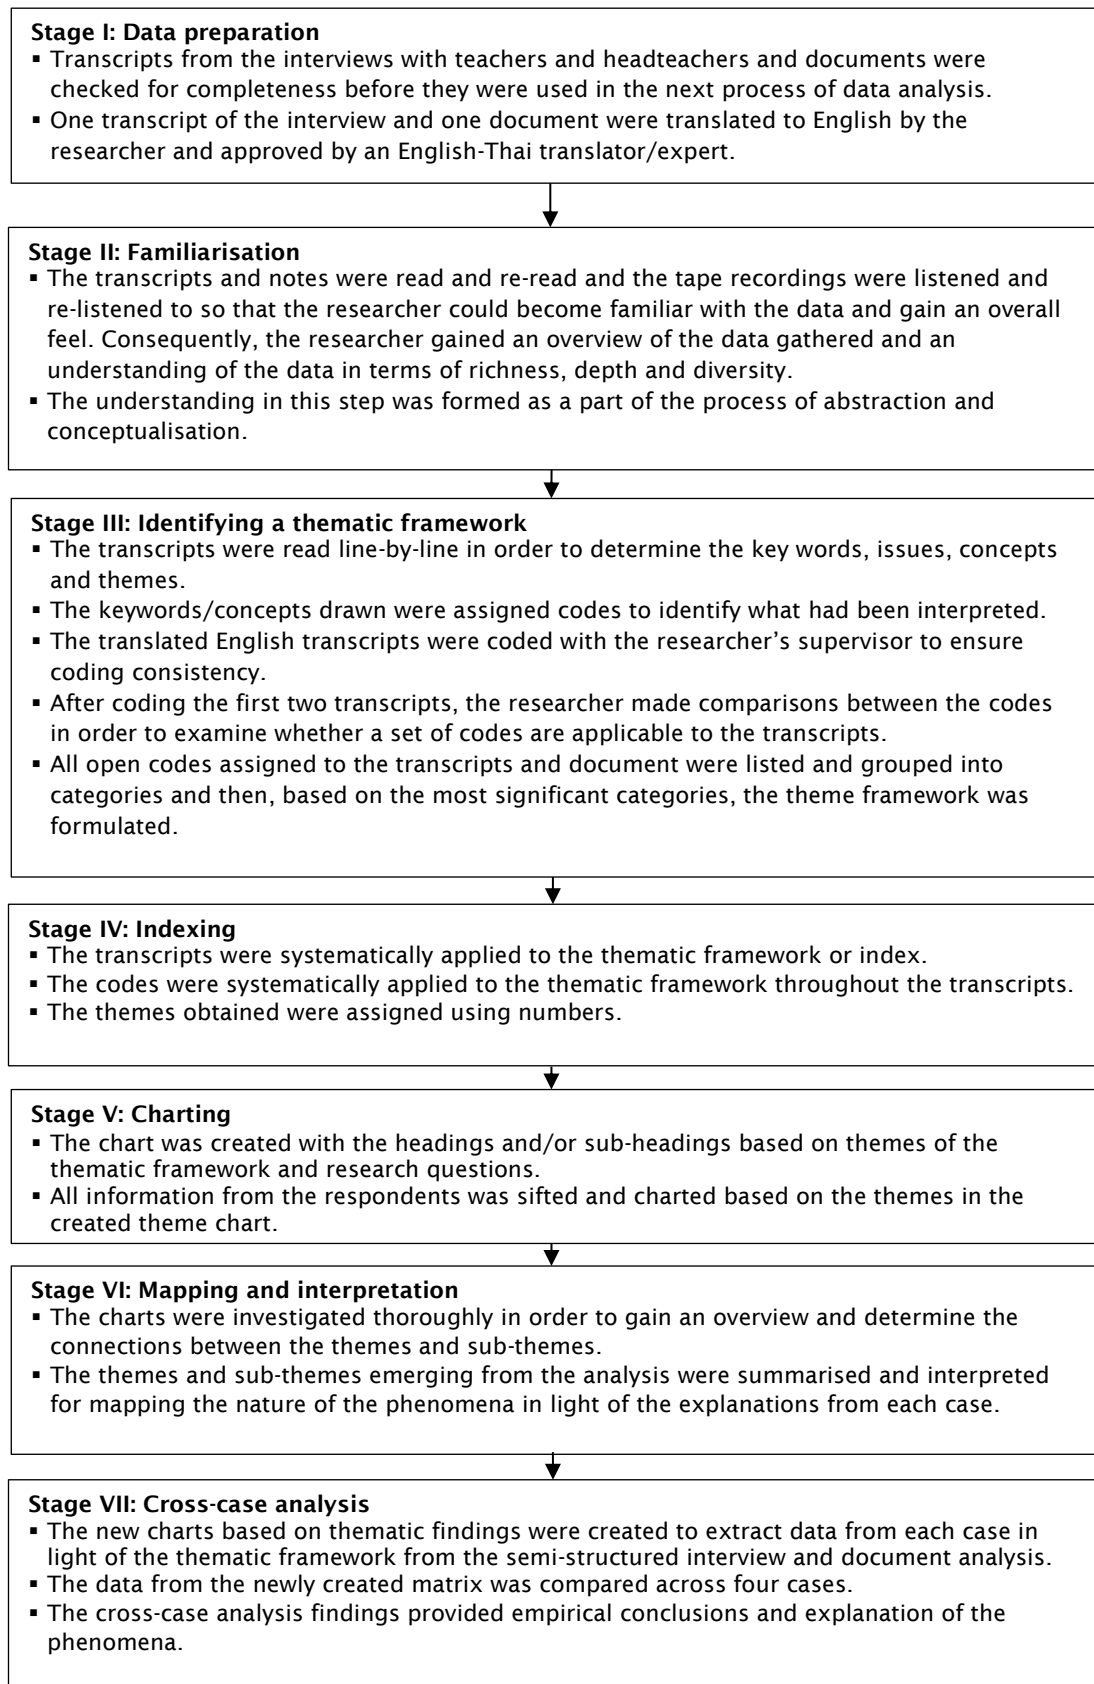 Stage I: Data preparation
▪ Transcripts from the interviews with teachers and headteachers and documents were
checked for completeness before they were used in the next process of data analysis.
▪ One transcript of the interview and one document were translated to English by the
researcher and approved by an English-Thai translator/expert.
Stage II: Familiarisation
▪ The transcripts and notes were read and re-read and the tape recordings were listened and
re-listened to so that the researcher could become familiar with the data and gain an overall
feel. Consequently, the researcher gained an overview of the data gathered and an
understanding of the data in terms of richness, depth and diversity.
▪ The understanding in this step was formed as a part of the process of abstraction and
conceptualisation.
Stage III: Identifying a thematic framework
▪ The transcripts were read line-by-line in order to determine the key words, issues, concepts
and themes.
▪ The keywords/concepts drawn were assigned codes to identify what had been interpreted.
▪ The translated English transcripts were coded with the researcher’s supervisor to ensure
coding consistency.
▪ After coding the first two transcripts, the researcher made comparisons between the codes
in order to examine whether a set of codes are applicable to the transcripts.
▪ All open codes assigned to the transcripts and document were listed and grouped into
categories and then, based on the most significant categories, the theme framework was
formulated.
Stage IV: Indexing
▪ The transcripts were systematically applied to the thematic framework or index.
▪ The codes were systematically applied to the thematic framework throughout the transcripts.
▪ The themes obtained were assigned using numbers.
Stage V: Charting
▪ The chart was created with the headings and/or sub-headings based on themes of the
thematic framework and research questions.
▪ All information from the respondents was sifted and charted based on the themes in the
created theme chart.
Stage VI: Mapping and interpretation
▪ The charts were investigated thoroughly in order to gain an overview and determine the
connections between the themes and sub-themes.
▪ The themes and sub-themes emerging from the analysis were summarised and interpreted
for mapping the nature of the phenomena in light of the explanations from each case.
Stage VII: Cross-case analysis
▪ The new charts based on thematic findings were created to extract data from each case in
light of the thematic framework from the semi-structured interview and document analysis.
▪ The data from the newly created matrix was compared across four cases.
▪ The cross-case analysis findings provided empirical conclusions and explanation of the
phenomena.